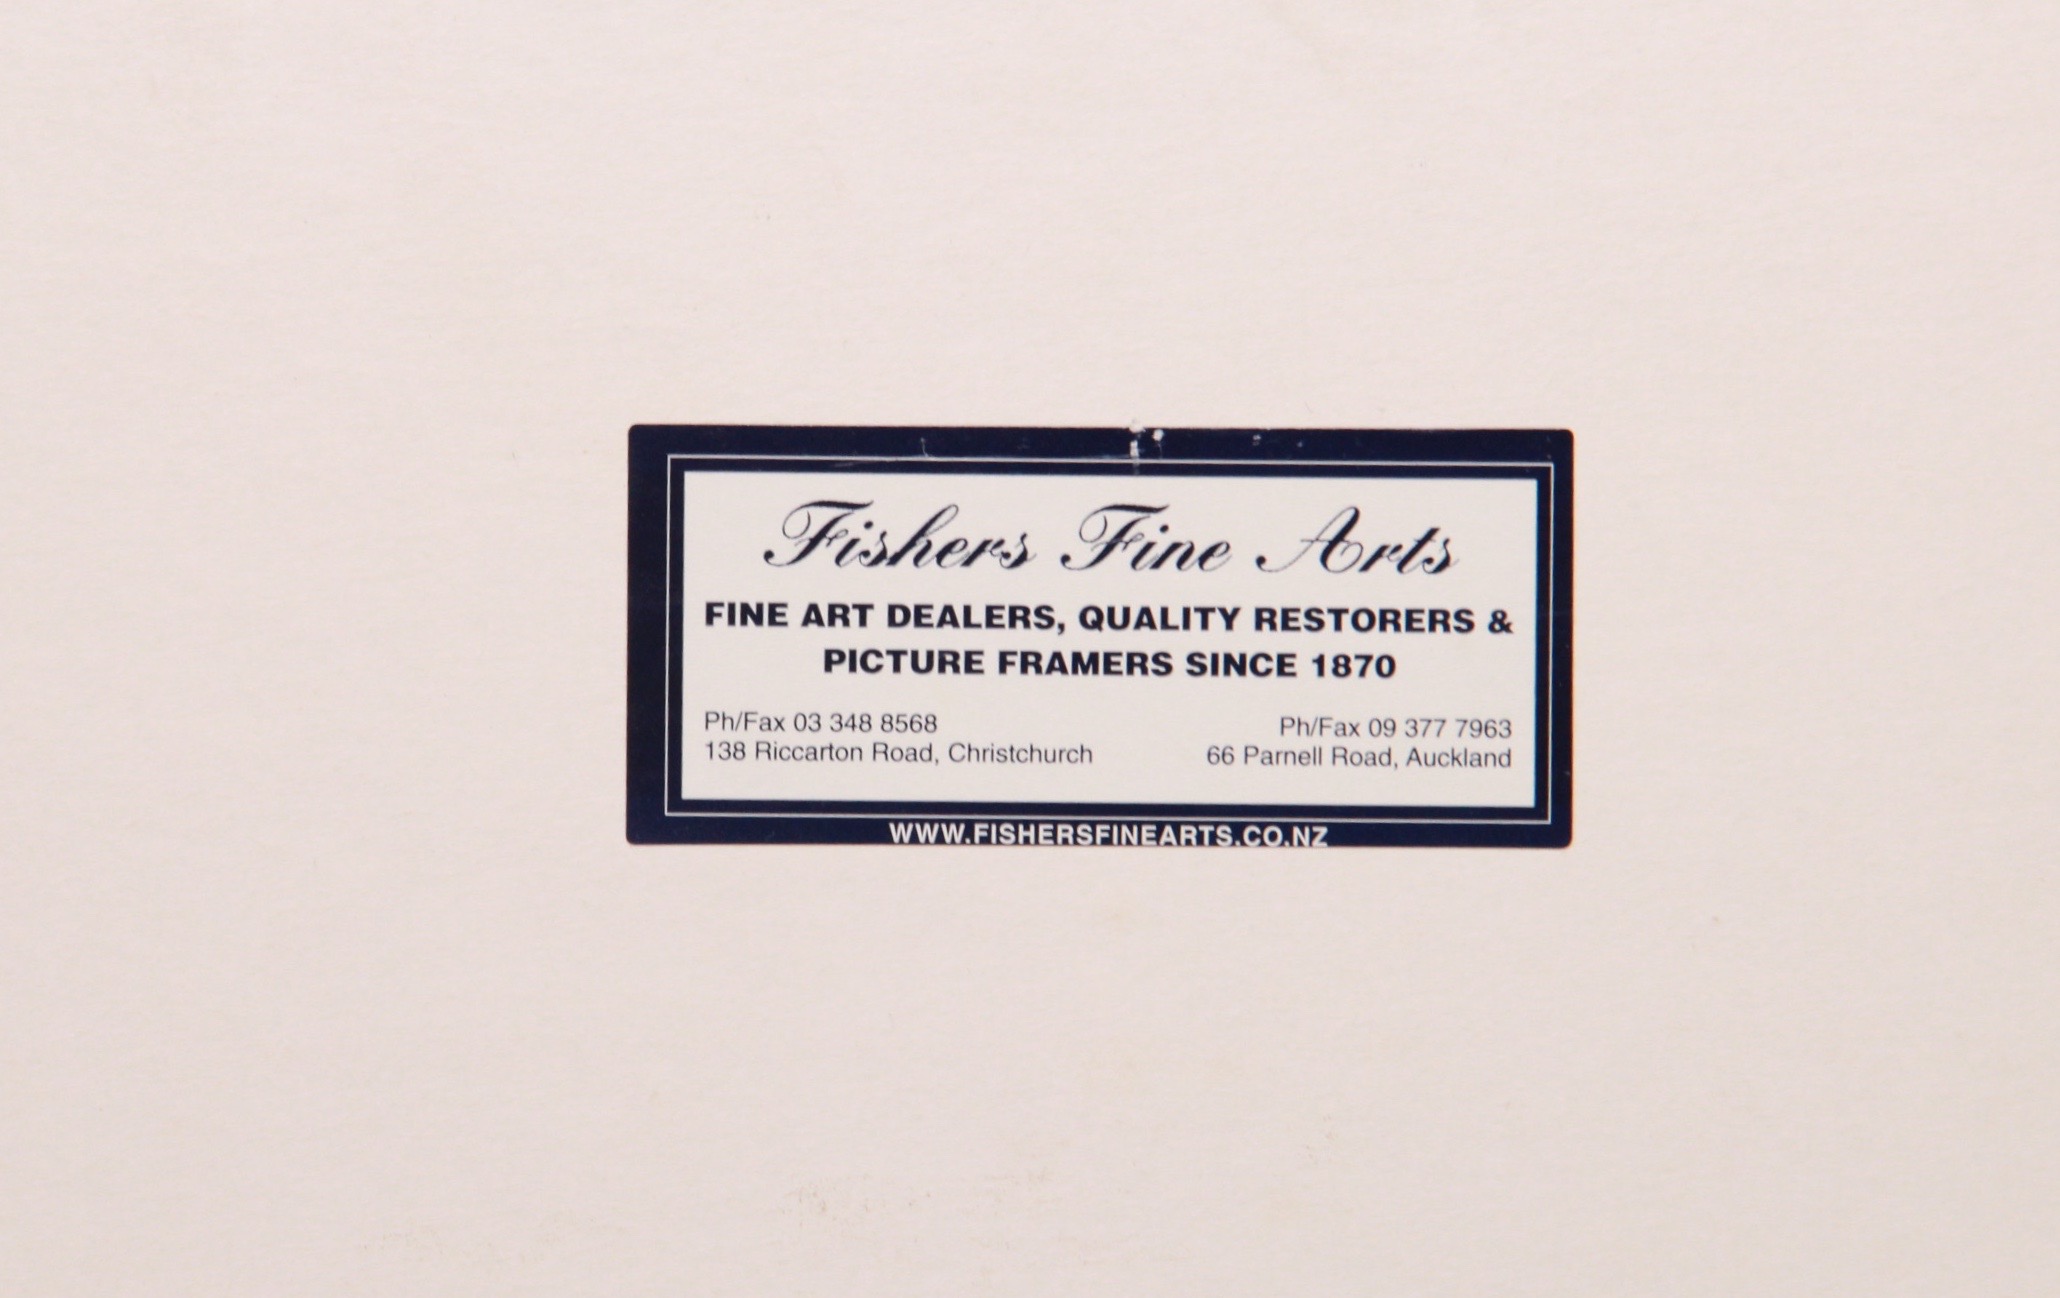 Fishers Fine Arts
FINE ART DEALERS, QUALITY RESTORERS &
PICTURE FRAMERS SINCE 1870
Ph/Fax 03 348 8568
138 Riccarton Road, Christchurch
Ph/Fax 09 377 7963
66 Parnell Road, Auckland
WWW.FISHERSFINEARTS.CO.NZ